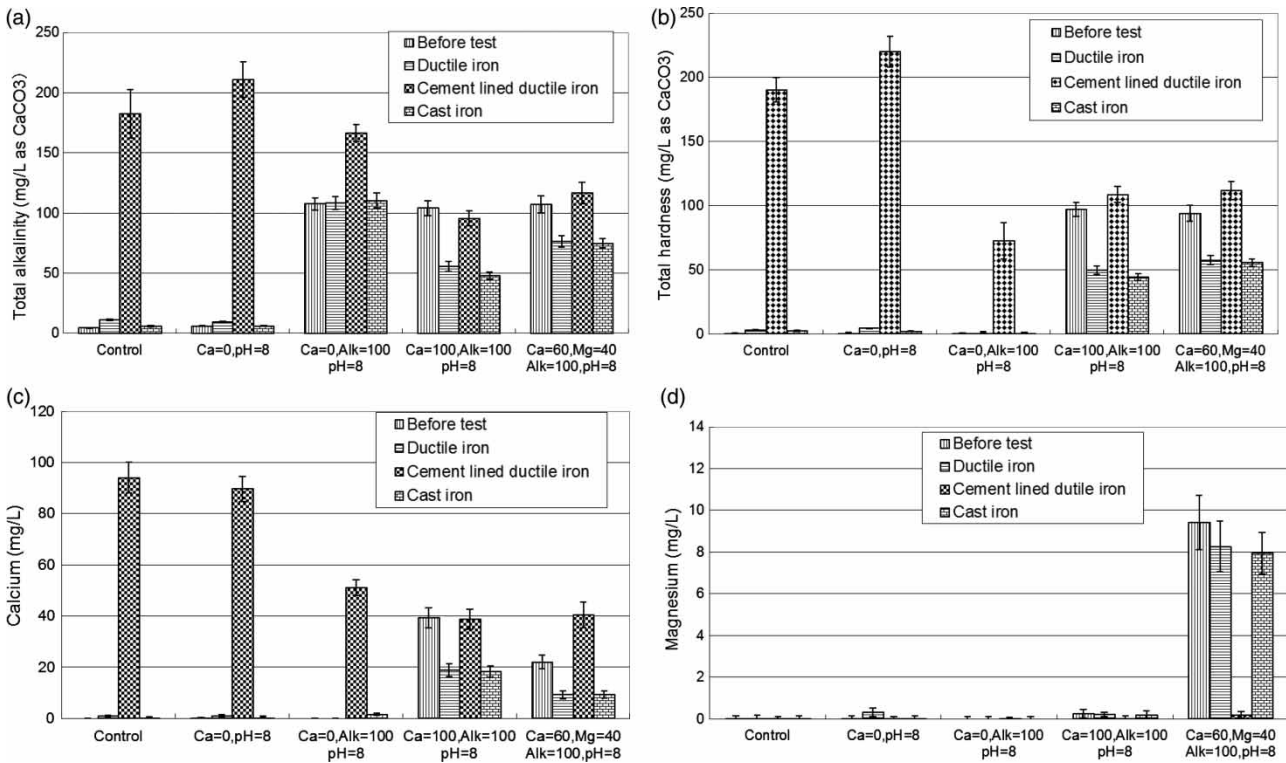 (a)
250
200
150
100
50
0
Total alkalinity (mg/L as CaCO3)
Before test
Ductile iron
Cement lined ductile iron
Cast iron
Control
Ca=0,pH=8
Ca=0,Alk=100
pH=8
Ca=100,Alk=100
pH=8
Ca=60,Mg=40
Alk=100,pH=8
(b)
250
200
150
100
50
0
Total hardness (mg/L as CaCO3)
Before test
Ductile iron
Cement lined ductile iron
Cast iron
Control
Ca=0,pH=8
Ca=0,Alk=100
pH=8
Ca=100,Alk=100
pH=8
Ca=60,Mg=40
Alk=100,pH=8
(c)
120
100
80
60
40
20
0
Calcium (mg/L)
Before test
Ductile iron
Cement lined ductile iron
Cast iron
Control
Ca=0,pH=8
Ca=0,Alk=100
pH=8
Ca=100,Alk=100
pH=8
Ca=60,Mg=40
Alk=100,pH=8
(d)
14
12
10
8
6
4
2
0
Magnesium (mg/L)
Before test
Ductile iron
Cement lined dutile iron
Cast iron
Control
Ca=0,pH=8
Ca=0,Alk=100
pH=8
Ca=100,Alk=100
pH=8
Ca=60,Mg=40
Alk=100,pH=8